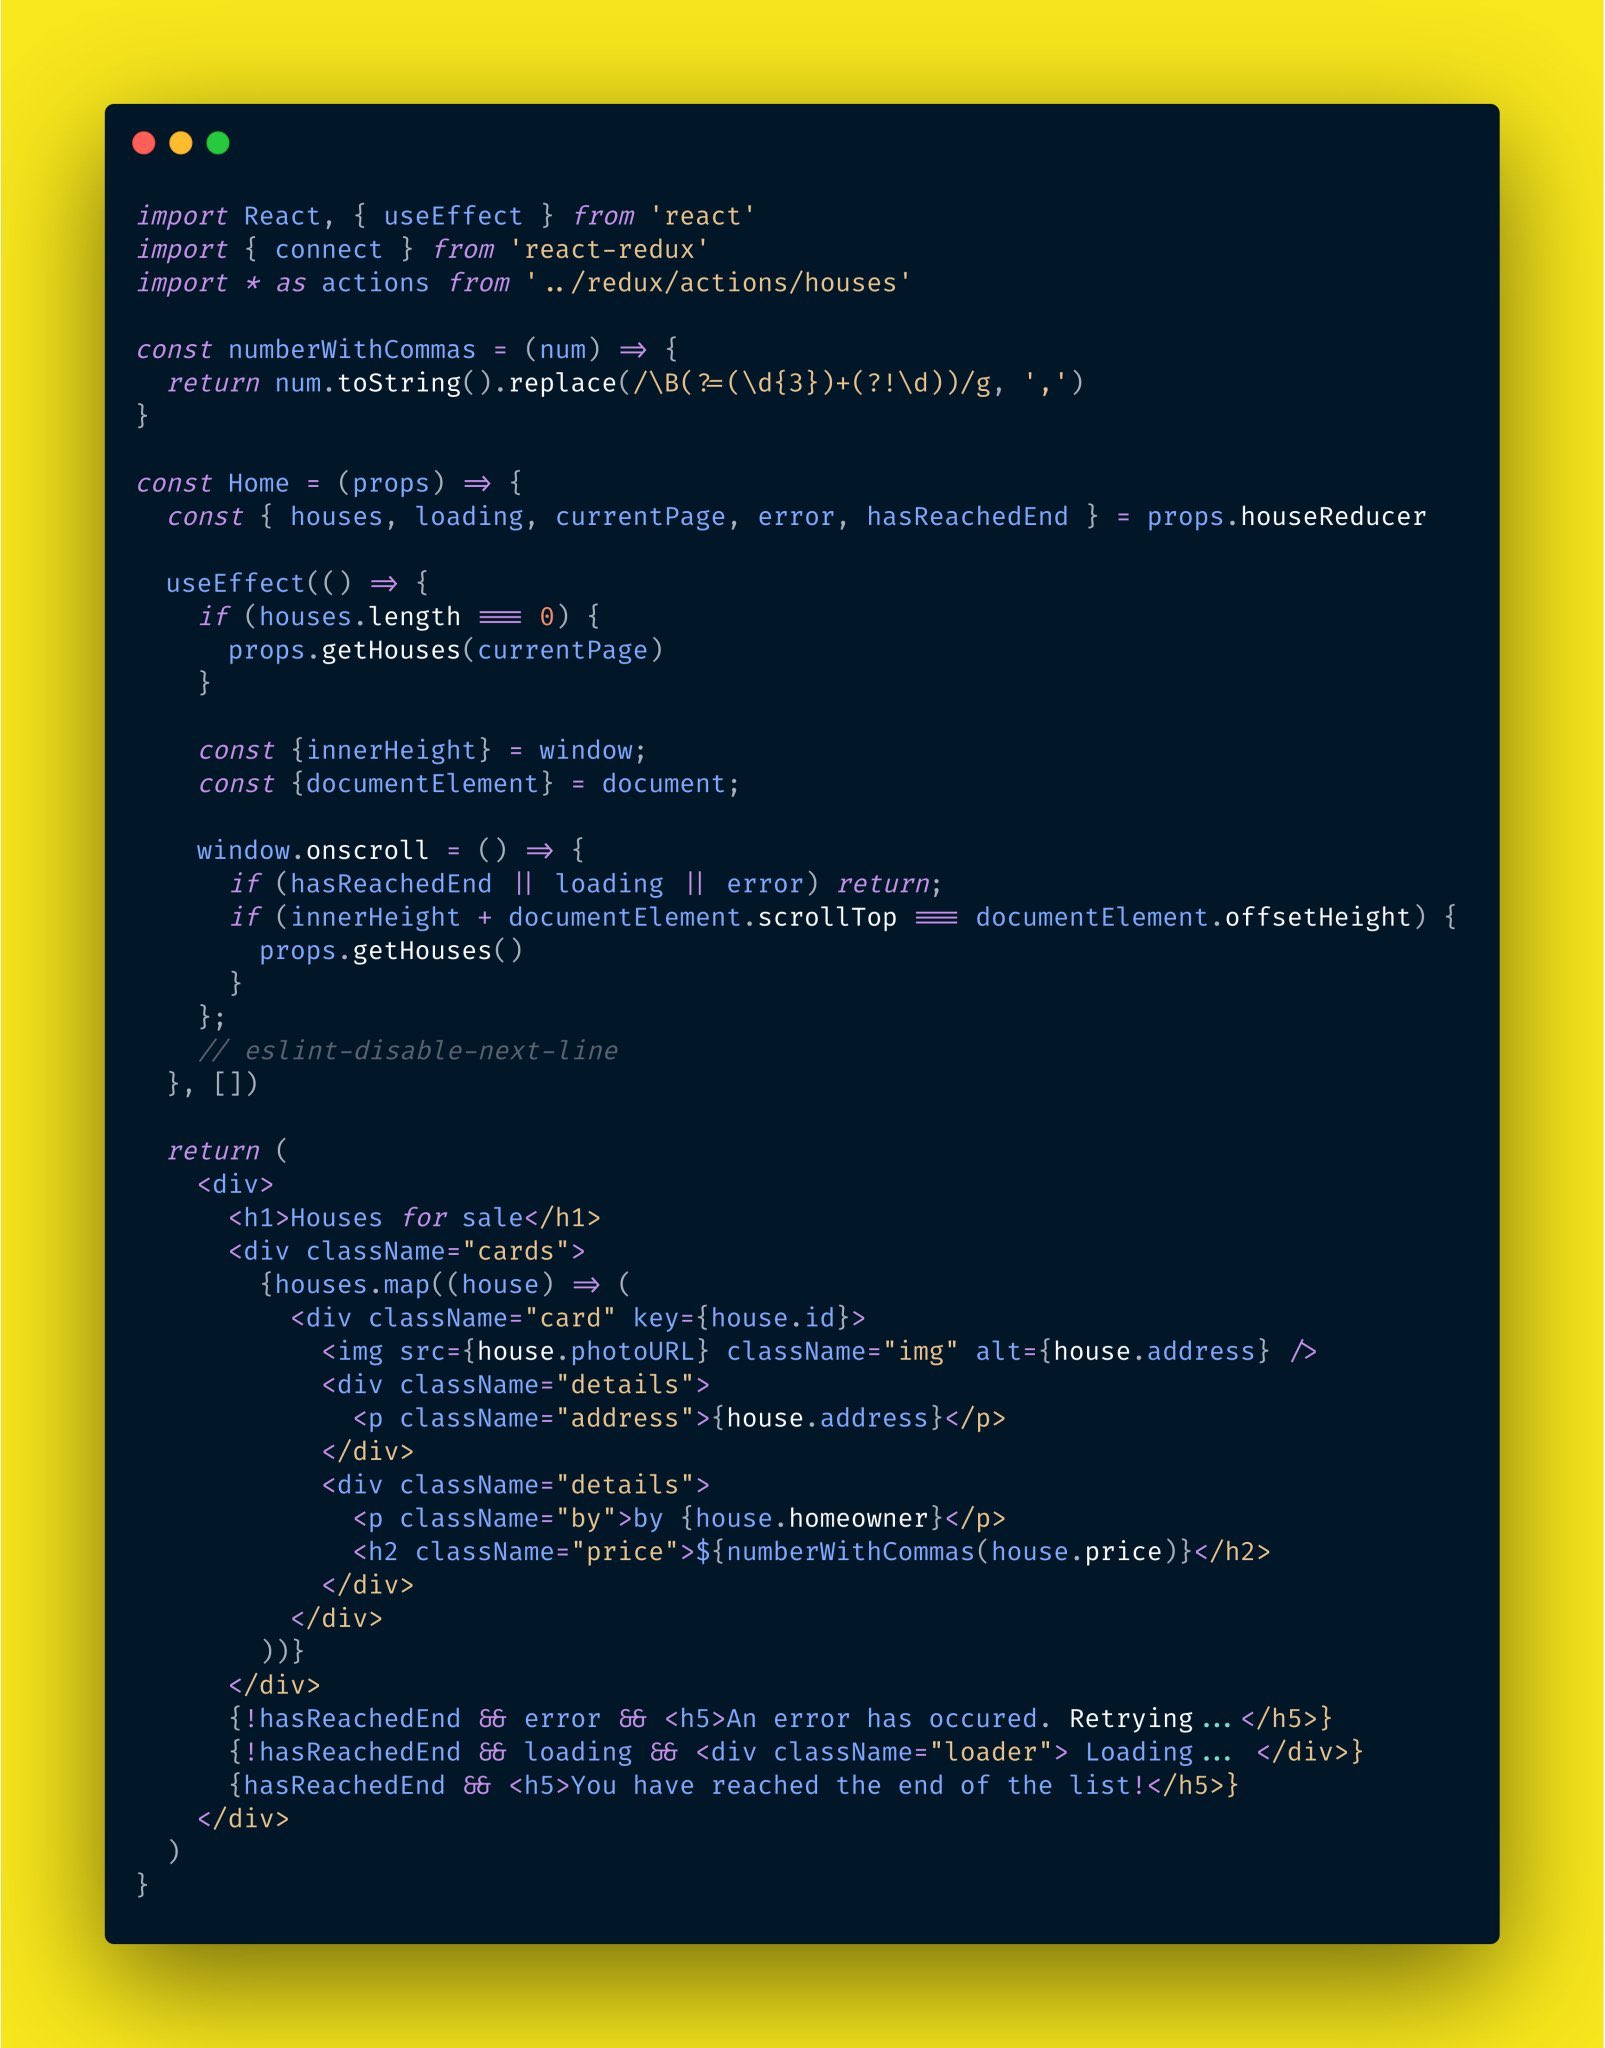 import React, { useEffect } from 'react'
import { connect } from 'react-redux'
import * as actions from '../redux/actions/houses'

const numberWithCommas = (num) => {
  return num.toString().replace(/\B(?=(\d{3})+(?!\d))/g, ',')
}

const Home = (props) => {
  const { houses, loading, currentPage, error, hasReachedEnd } = props.houseReducer

  useEffect(() => {
    if (houses.length === 0) {
      props.getHouses(currentPage)
    }

    const {innerHeight} = window;
    const {documentElement} = document;

    window.onscroll = () => {
      if (hasReachedEnd || loading || error) return;
      if (innerHeight + documentElement.scrollTop === documentElement.offsetHeight) {
        props.getHouses()
      }
    };
    // eslint-disable-next-line
  }, [])

  return (
    <div>
      <h1>Houses for sale</h1>
      <div className="cards">
        {houses.map((house) => (
          <div className="card" key={house.id}>
            <img src={house.photoURL} className="img" alt={house.address} />
            <div className="details">
              <p className="address">{house.address}</p>
            </div>
            <div className="details">
              <p className="by">by {house.homeowner}</p>
              <h2 className="price">${numberWithCommas(house.price)}</h2>
            </div>
          </div>
        ))}
      </div>
      {!hasReachedEnd && error && <h5>An error has occured. Retrying...</h5>}
      {!hasReachedEnd && loading && <div className="loader"> Loading... </div>}
      {hasReachedEnd && <h5>You have reached the end of the list!</h5>}
    </div>
  )
}